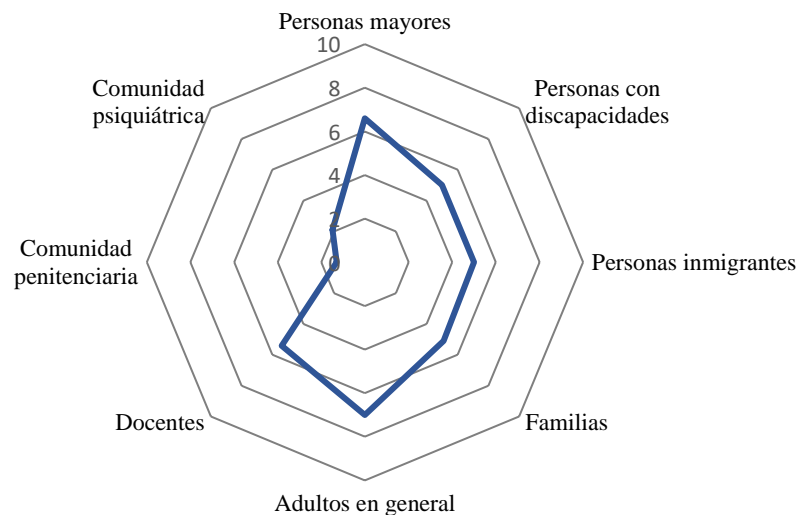 Personas mayores
10
Comunidad
psiquiátrica
8
Personas con
discapacidades
6
4
2
Comunidad
penitenciaria
0
Personas inmigrantes
Docentes
Familias
Adultos en general